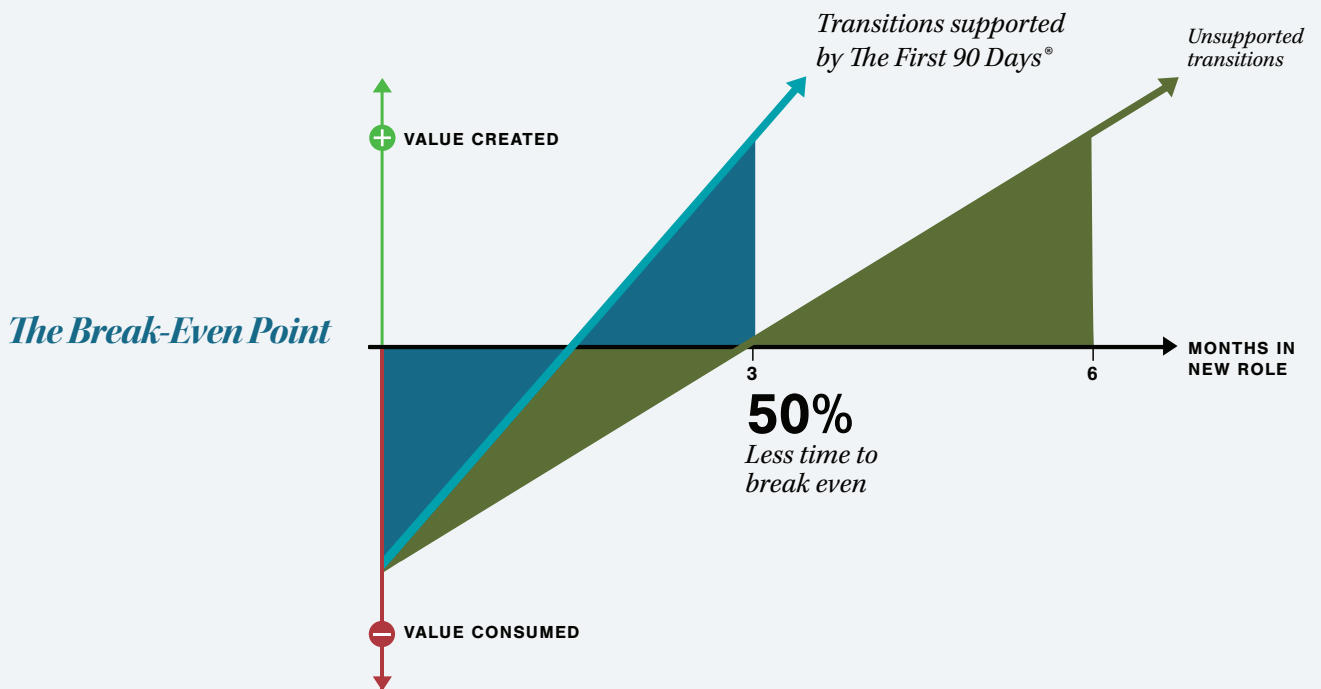 Transitions supported
by The First 90 Days®
Unsupported
transitions
VALUE CREATED
The Break-Even Point
MONTHS IN
NEW ROLE
3
6
50%
Less time to
break even
VALUE CONSUMED